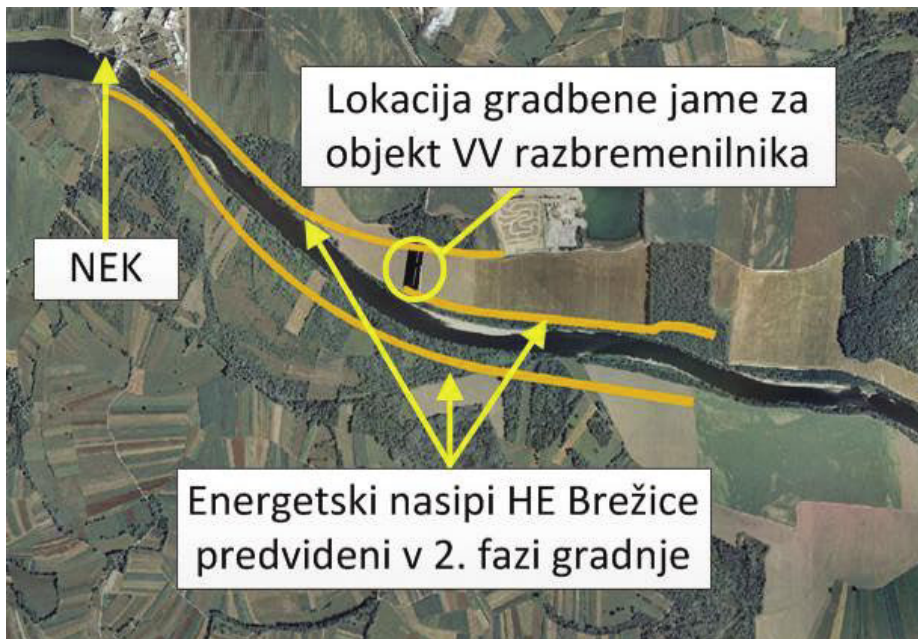 Lokacija gradbene jame za
objekt VV razbremenilnika
NEK
Energetski nasipi HE Brežice
predvideni v 2. fazi gradnje